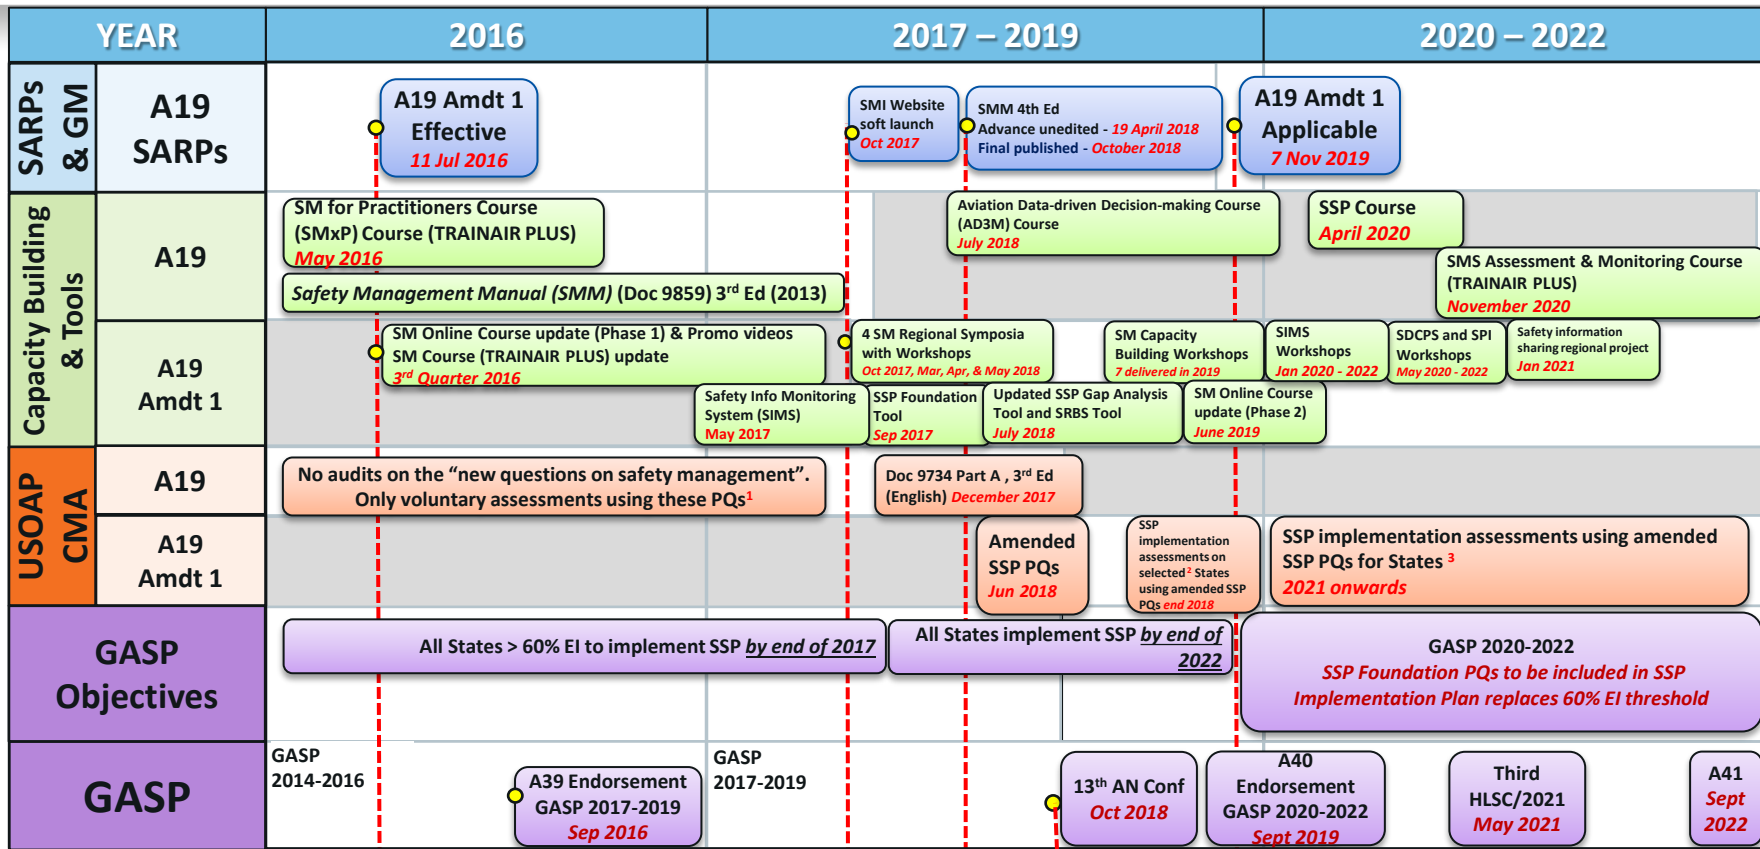 YEAR
2016
2017 – 2019
2020 – 2022
SARPs
& GM
A19
SARPs
A19 Amdt 1
Effective
11 Jul 2016
SMI Website
soft launch
Oct 2017
SMM 4th Ed
Advance unedited - 19 April 2018
Final published - October 2018
A19 Amdt 1
Applicable
7 Nov 2019
Capacity Building
& Tools
A19
SM for Practitioners Course
(SMxP) Course (TRAINAIR PLUS)
May 2016
Safety Management Manual (SMM) (Doc 9859) 3rd Ed (2013)
Aviation Data-driven Decision-making Course
(AD3M) Course
July 2018
SSP Course
April 2020
SMS Assessment & Monitoring Course
(TRAINAIR PLUS)
November 2020
A19
Amdt 1
SM Online Course update (Phase 1) & Promo videos
SM Course (TRAINAIR PLUS) update
3rd Quarter 2016
4 SM Regional Symposia
with Workshops
Oct 2017, Mar, Apr, & May 2018
SM Capacity
Building Workshops
7 delivered in 2019
SIMS
Workshops
Jan 2020 - 2022
SDCPS and SPI
Workshops
May 2020 - 2022
Safety information
sharing regional project
Jan 2021
Safety Info Monitoring
System (SIMS)
May 2017
SSP Foundation
Tool
Sep 2017
Updated SSP Gap Analysis
Tool and SRBS Tool
July 2018
SM Online Course
update (Phase 2)
June 2019
USOAP
CMA
A19
No audits on the “new questions on safety management”.
Only voluntary assessments using these PQs1
Doc 9734 Part A , 3rd Ed
(English) December 2017
A19
Amdt 1
Amended
SSP PQs
Jun 2018
SSP
implementation
assessments on
selected2 States
using amended SSP
PQs end 2018
SSP implementation assessments using amended
SSP PQs for States 3
2021 onwards
GASP
Objectives
All States > 60% EI to implement SSP by end of 2017
All States implement SSP by end of
2022
GASP 2020-2022
SSP Foundation PQs to be included in SSP
Implementation Plan replaces 60% EI threshold
GASP
GASP
2014-2016
A39 Endorsement
GASP 2017-2019
Sep 2016
GASP
2017-2019
13th AN Conf
Oct 2018
A40
Endorsement
GASP 2020-2022
Sept 2019
Third
HLSC/2021
May 2021
A41
Sept
2022